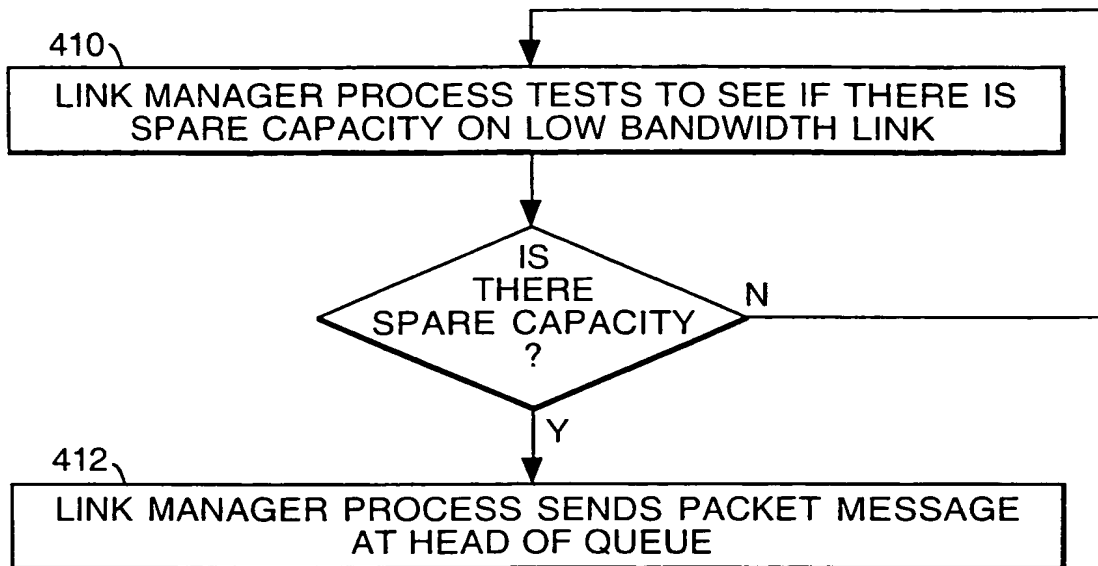 410
LINK MANAGER PROCESS TESTS TO SEE IF THERE IS
SPARE CAPACITY ON LOW BANDWIDTH LINK
IS
THERE
SPARE CAPACITY
?
N
Y
412
LINK MANAGER PROCESS SENDS PACKET MESSAGE
AT HEAD OF QUEUE